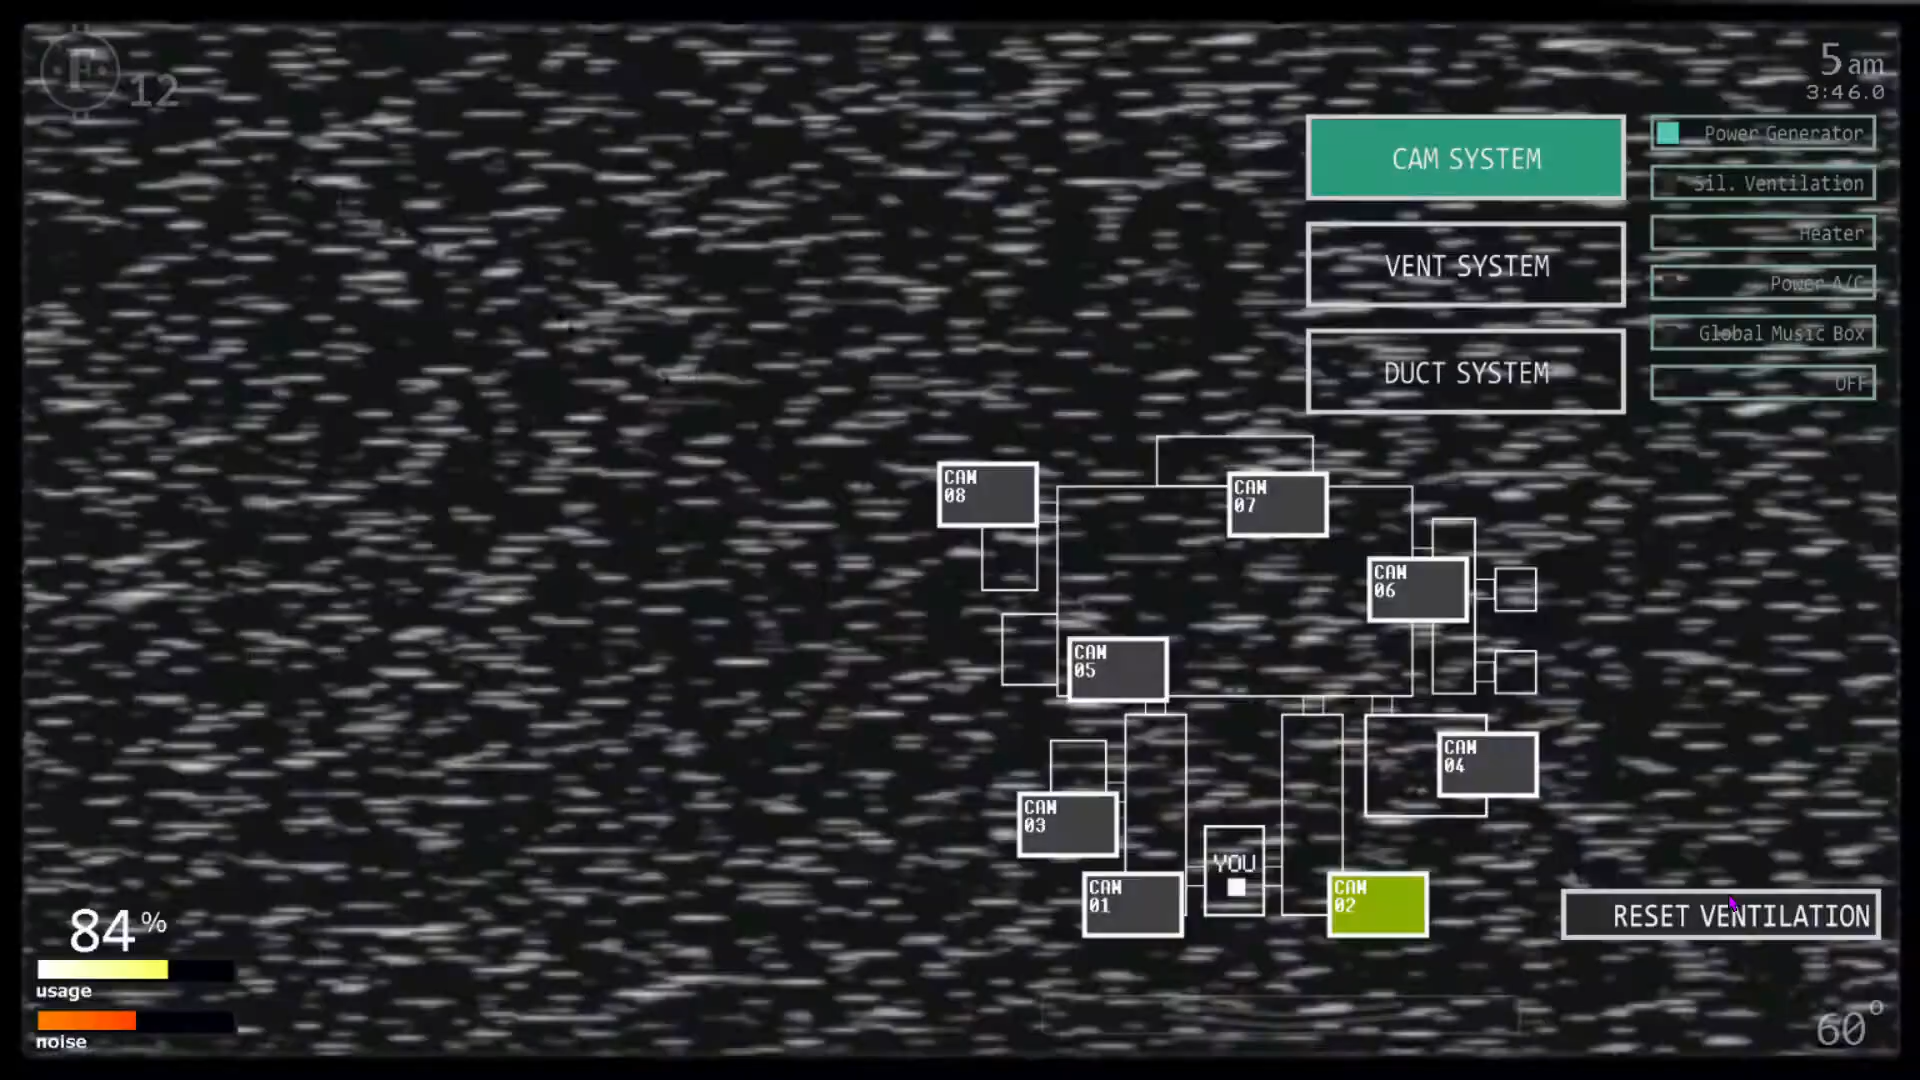 F 12
5 am
3:46.0
CAM SYSTEM
Power Generator
Sil. Ventilation
VENT SYSTEM
Heater
Power A/C
Global Music Box
DUCT SYSTEM
OFF
CAM
08
CAM
07
CAM
06
CAM
05
CAM
04
CAM
03
YOU
CAM
01
CAM
02
RESET VENTILATION
84%
usage
noise
60°